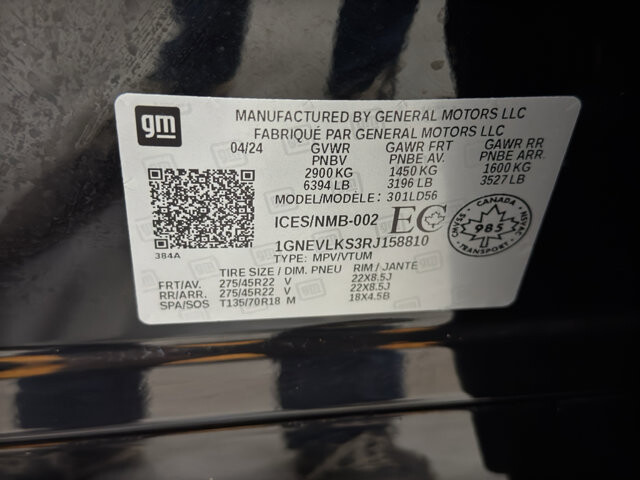 gm
MANUFACTURED BY GENERAL MOTORS LLC
FABRIQUÉ PAR GENERAL MOTORS LLC
04/24 GVWR GAWR FRT GAWR RR
PNBV PNBE AV. PNBE ARR.
2900 KG 1450 KG 1600 KG
6394 LB 3196 LB 3527 LB
MODEL/MODÈLE: 301LD56
ICES/NMB-002 EC
384A
1GNEVLKS3RJ158810
TYPE: MPV/VTUM
CANADA
CMVSS NSVAC
985
TRANSPORT
TIRE SIZE / DIM. PNEU RIM / JANTE
FRT/AV. 275/45R22 V 22X8.5J
RR/ARR. 275/45R22 V 22X8.5J
SPA/SOS T135/70R18 M 18X4.5B